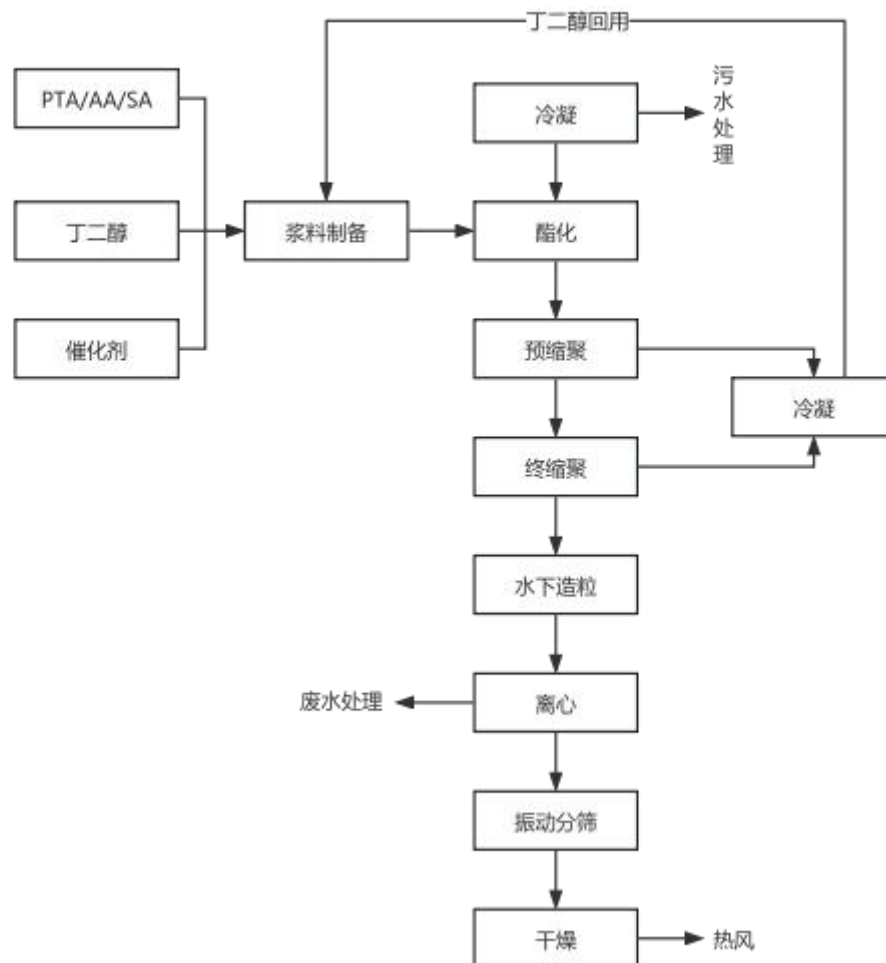 丁二醇回用
PTA/AA/SA
冷凝
污水处理
丁二醇
浆料制备
酯化
催化剂
预缩聚
冷凝
终缩聚
水下造粒
废水处理
离心
振动分筛
干燥
热风